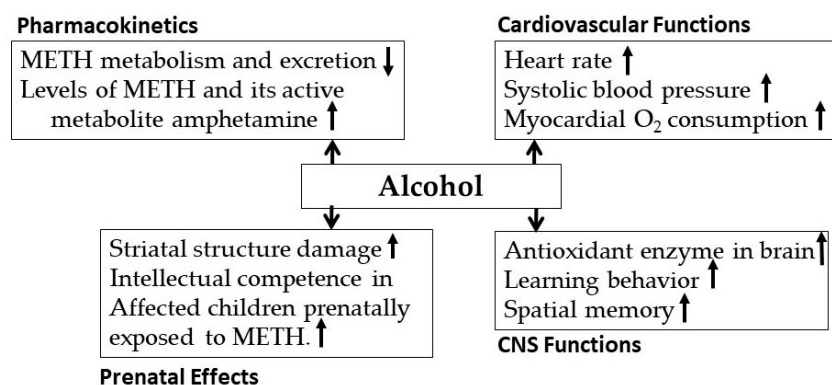 Pharmacokinetics
METH metabolism and excretion ↓
Levels of METH and its active
metabolite amphetamine ↑
Cardiovascular Functions
Heart rate ↑
Systolic blood pressure ↑
Myocardial O₂ consumption ↑
Alcohol
Striatal structure damage ↑
Intellectual competence in
Affected children prenatally
exposed to METH. ↑
Prenatal Effects
Antioxidant enzyme in brain ↑
Learning behavior ↑
Spatial memory ↑
CNS Functions